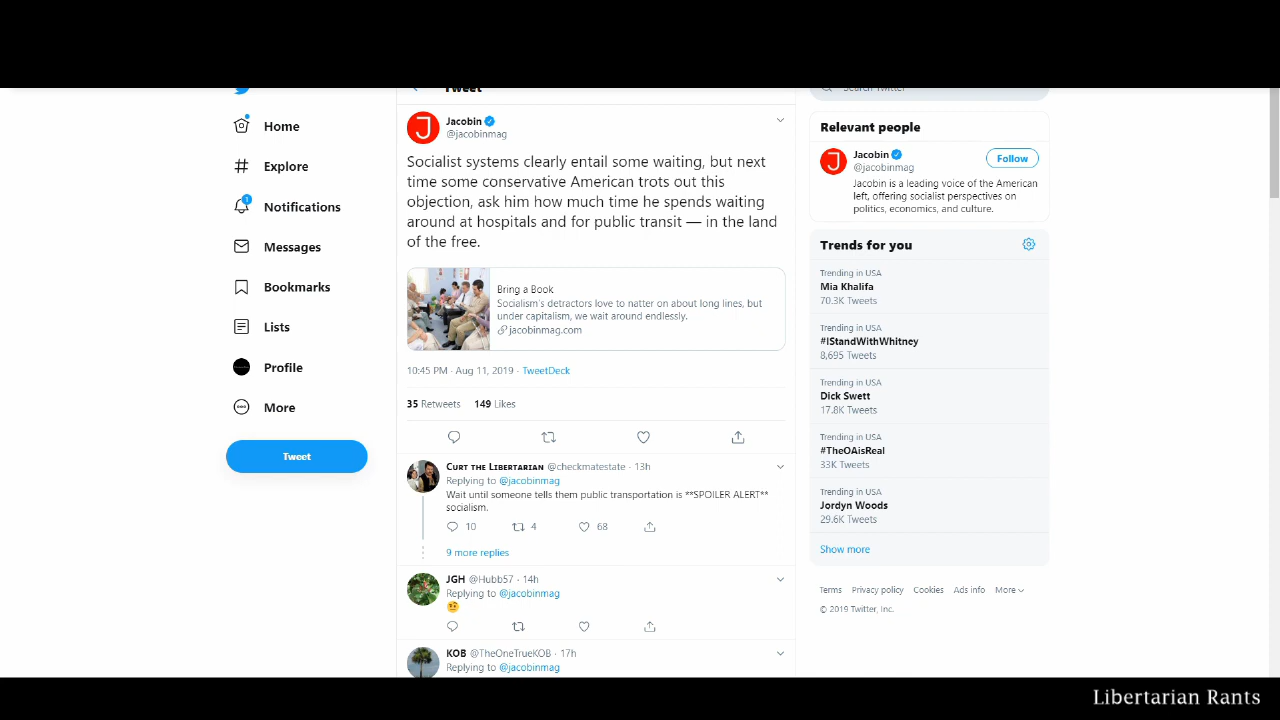 Tweet
Search Twitter
Home
Explore
1
Notifications
Messages
Bookmarks
Lists
Profile
More
Tweet
J
Jacobin
@jacobinmag
Socialist systems clearly entail some waiting, but next
time some conservative American trots out this
objection, ask him how much time he spends waiting
around at hospitals and for public transit — in the land
of the free.
Bring a Book
Socialism's detractors love to natter on about long lines, but
under capitalism, we wait around endlessly.
jacobinmag.com
10:45 PM · Aug 11, 2019 · TweetDeck
35 Retweets 149 Likes
Curt the Libertarian @checkmatestate · 13h
Replying to @jacobinmag
Wait until someone tells them public transportation is **SPOILER ALERT**
socialism.
10 4 68
9 more replies
JGH @Hubb57 · 14h
Replying to @jacobinmag
KOB @TheOneTrueKOB · 17h
Replying to @jacobinmag
Relevant people
J
Jacobin
@jacobinmag
Follow
Jacobin is a leading voice of the American
left, offering socialist perspectives on
politics, economics, and culture.
Trends for you
Trending in USA
Mia Khalifa
70.3K Tweets
Trending in USA
#IStandWithWhitney
8,695 Tweets
Trending in USA
Dick Swett
17.8K Tweets
Trending in USA
#TheOAisReal
33K Tweets
Trending in USA
Jordyn Woods
29.6K Tweets
Show more
Terms Privacy policy Cookies Ads info More
© 2019 Twitter, Inc.
Libertarian Rants